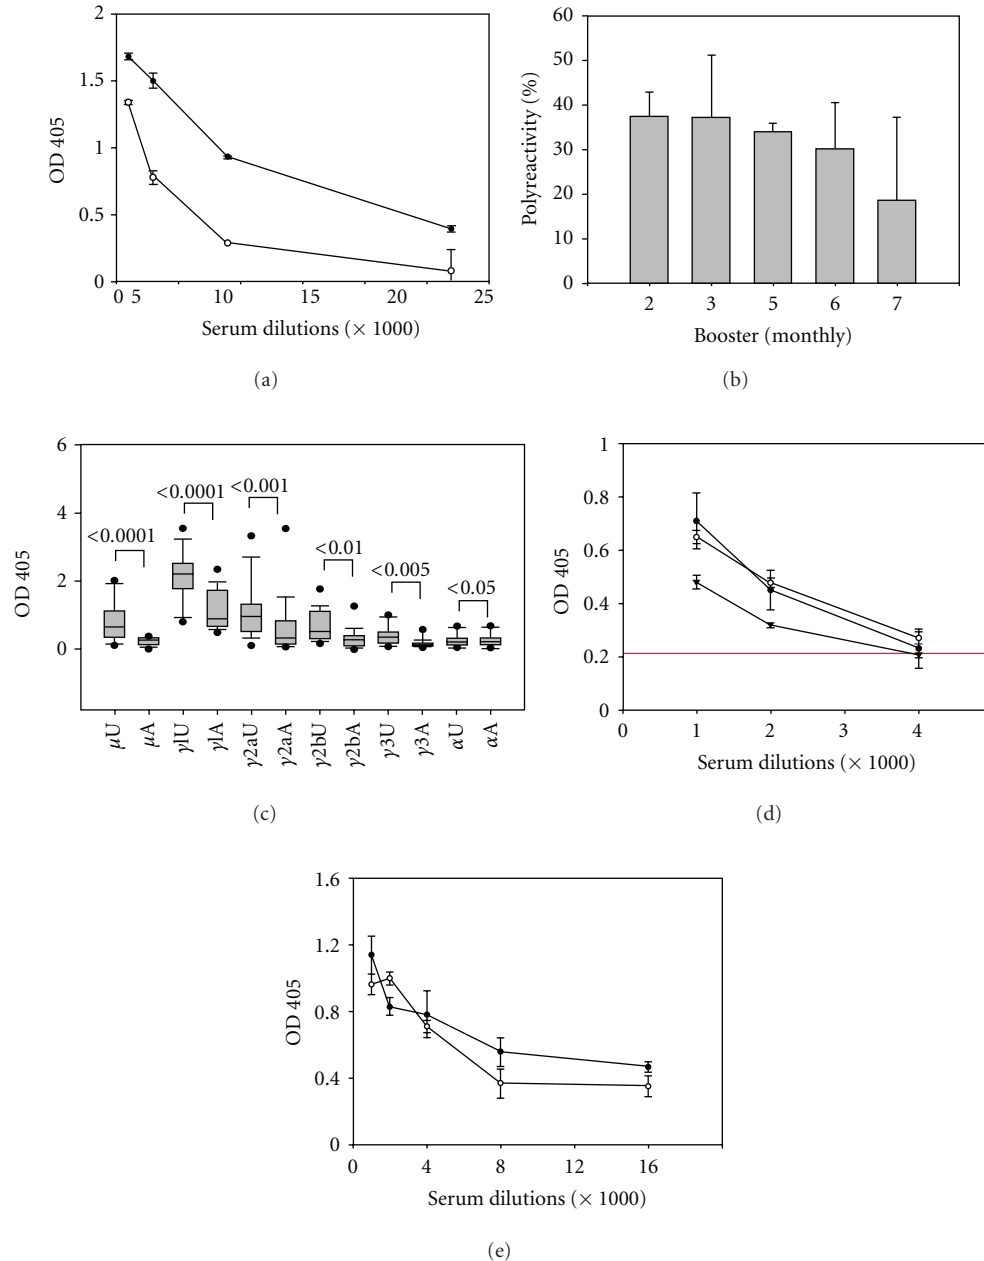 2
1.5
1
0.5
0
OD 405
0 5 10 15 20 25
Serum dilutions (× 1000)
(a)
60
50
40
30
20
10
0
Polyreactivity (%)
2 3 5 6 7
Booster (monthly)
(b)
6
4
2
0
OD 405
<0.0001
<0.0001
<0.001
<0.01
<0.005
<0.05
μU μA γ1U γ1A γ2aU γ2aA γ2bU γ2bA γ3U γ3A αU αA
(c)
1
0.8
0.6
0.4
0.2
0
OD 405
0 1 2 3 4
Serum dilutions (× 1000)
(d)
1.6
1.2
0.8
0.4
0
OD 405
0 4 8 12 16
Serum dilutions (× 1000)
(e)